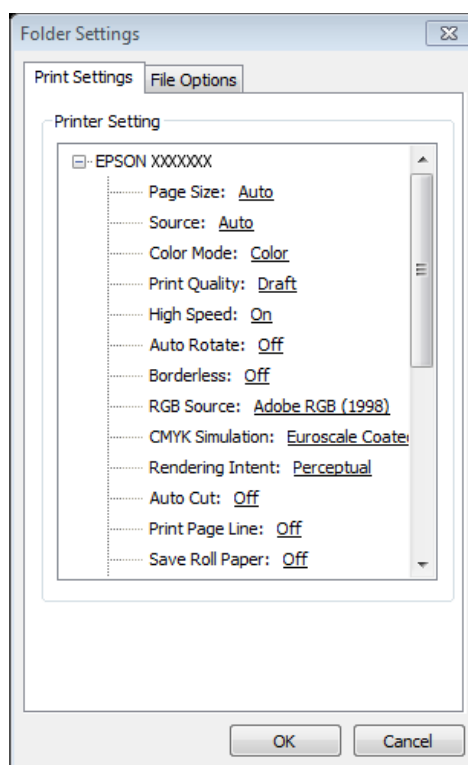 Folder Settings
Print Settings
File Options
Printer Setting
EPSON XXXXXXX
Page Size: Auto
Source: Auto
Color Mode: Color
Print Quality: Draft
High Speed: On
Auto Rotate: Off
Borderless: Off
RGB Source: Adobe RGB (1998)
CMYK Simulation: Euroscale Coated
Rendering Intent: Perceptual
Auto Cut: Off
Print Page Line: Off
Save Roll Paper: Off
OK
Cancel